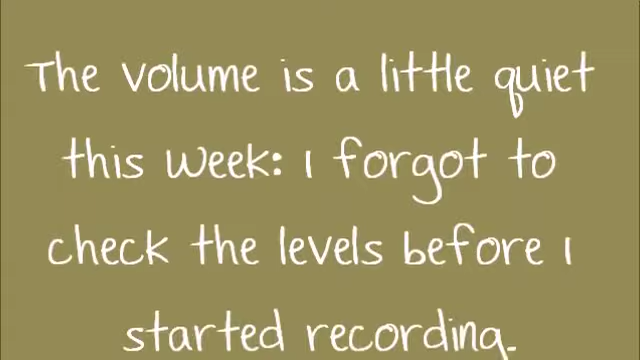 The volume is a little quiet
this week: I forgot to
check the levels before I
started recording.